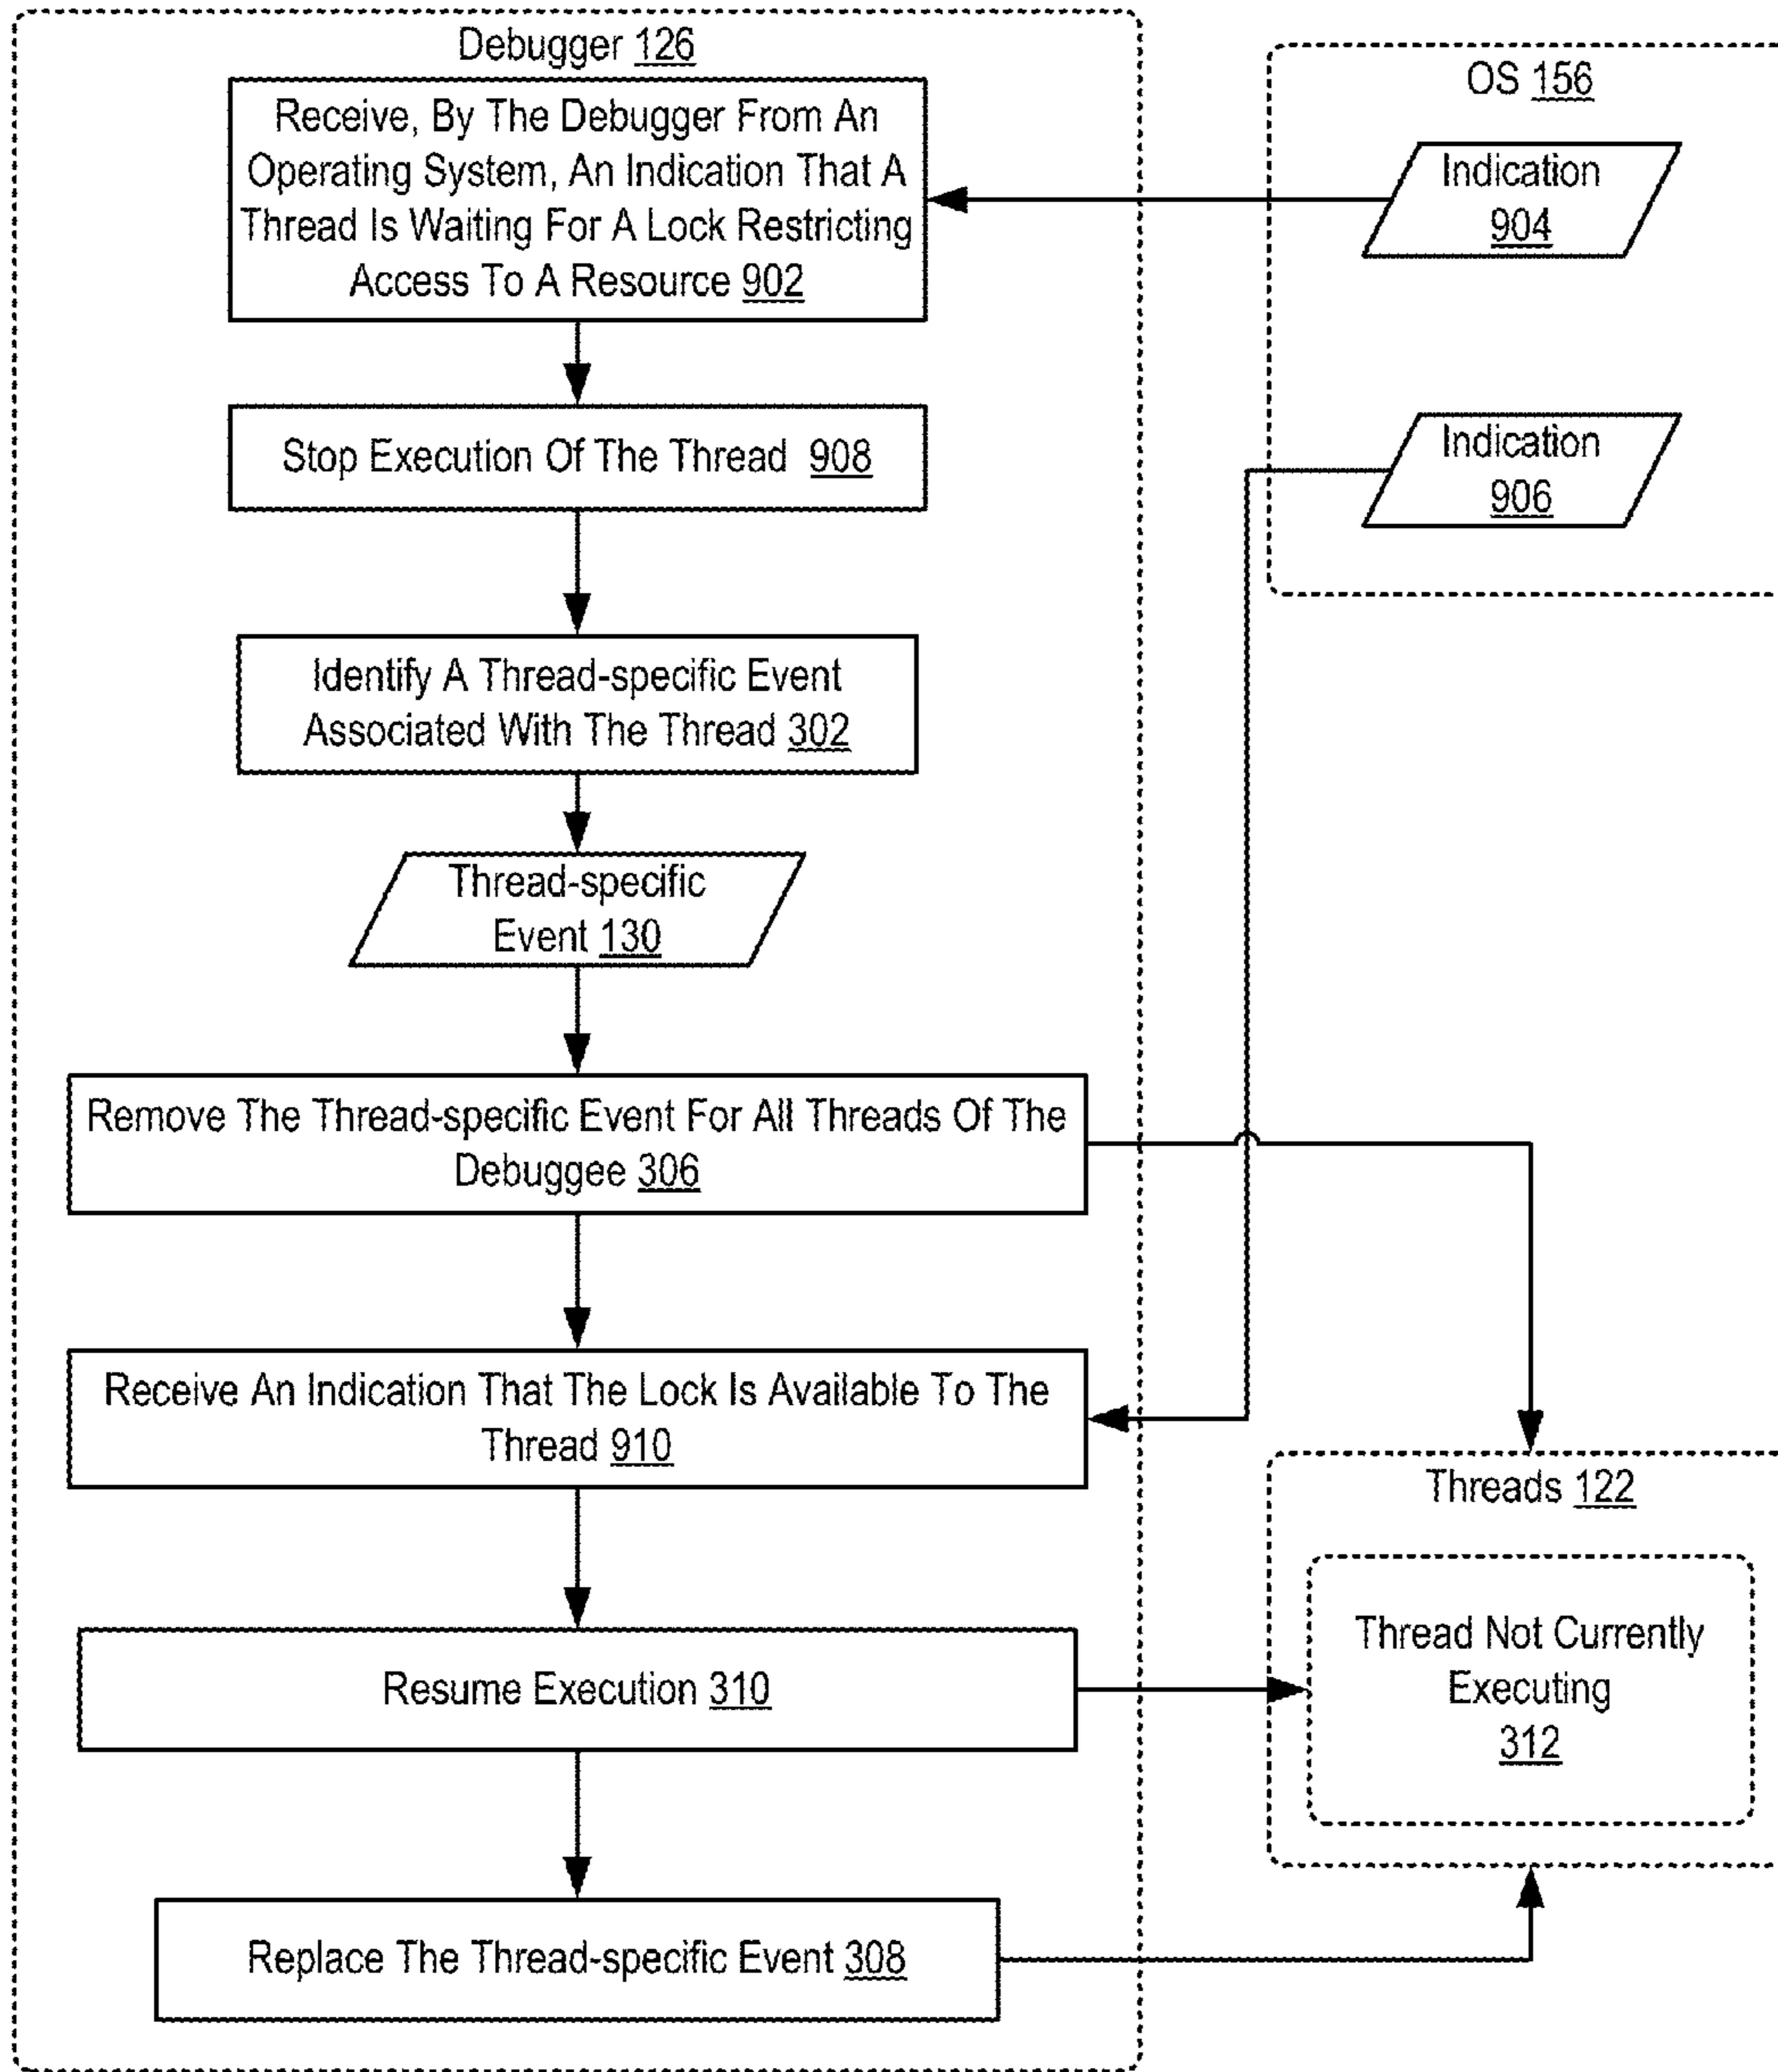 Debugger 126
Receive, By The Debugger From An
Operating System, An Indication That A
Thread Is Waiting For A Lock Restricting
Access To A Resource 902
OS 156
Indication
904
Indication
906
Stop Execution Of The Thread 908
Identify A Thread-specific Event
Associated With The Thread 302
Thread-specific
Event 130
Remove The Thread-specific Event For All Threads Of The
Debuggee 306
Receive An Indication That The Lock Is Available To The
Thread 910
Threads 122
Thread Not Currently
Executing
312
Resume Execution 310
Replace The Thread-specific Event 308